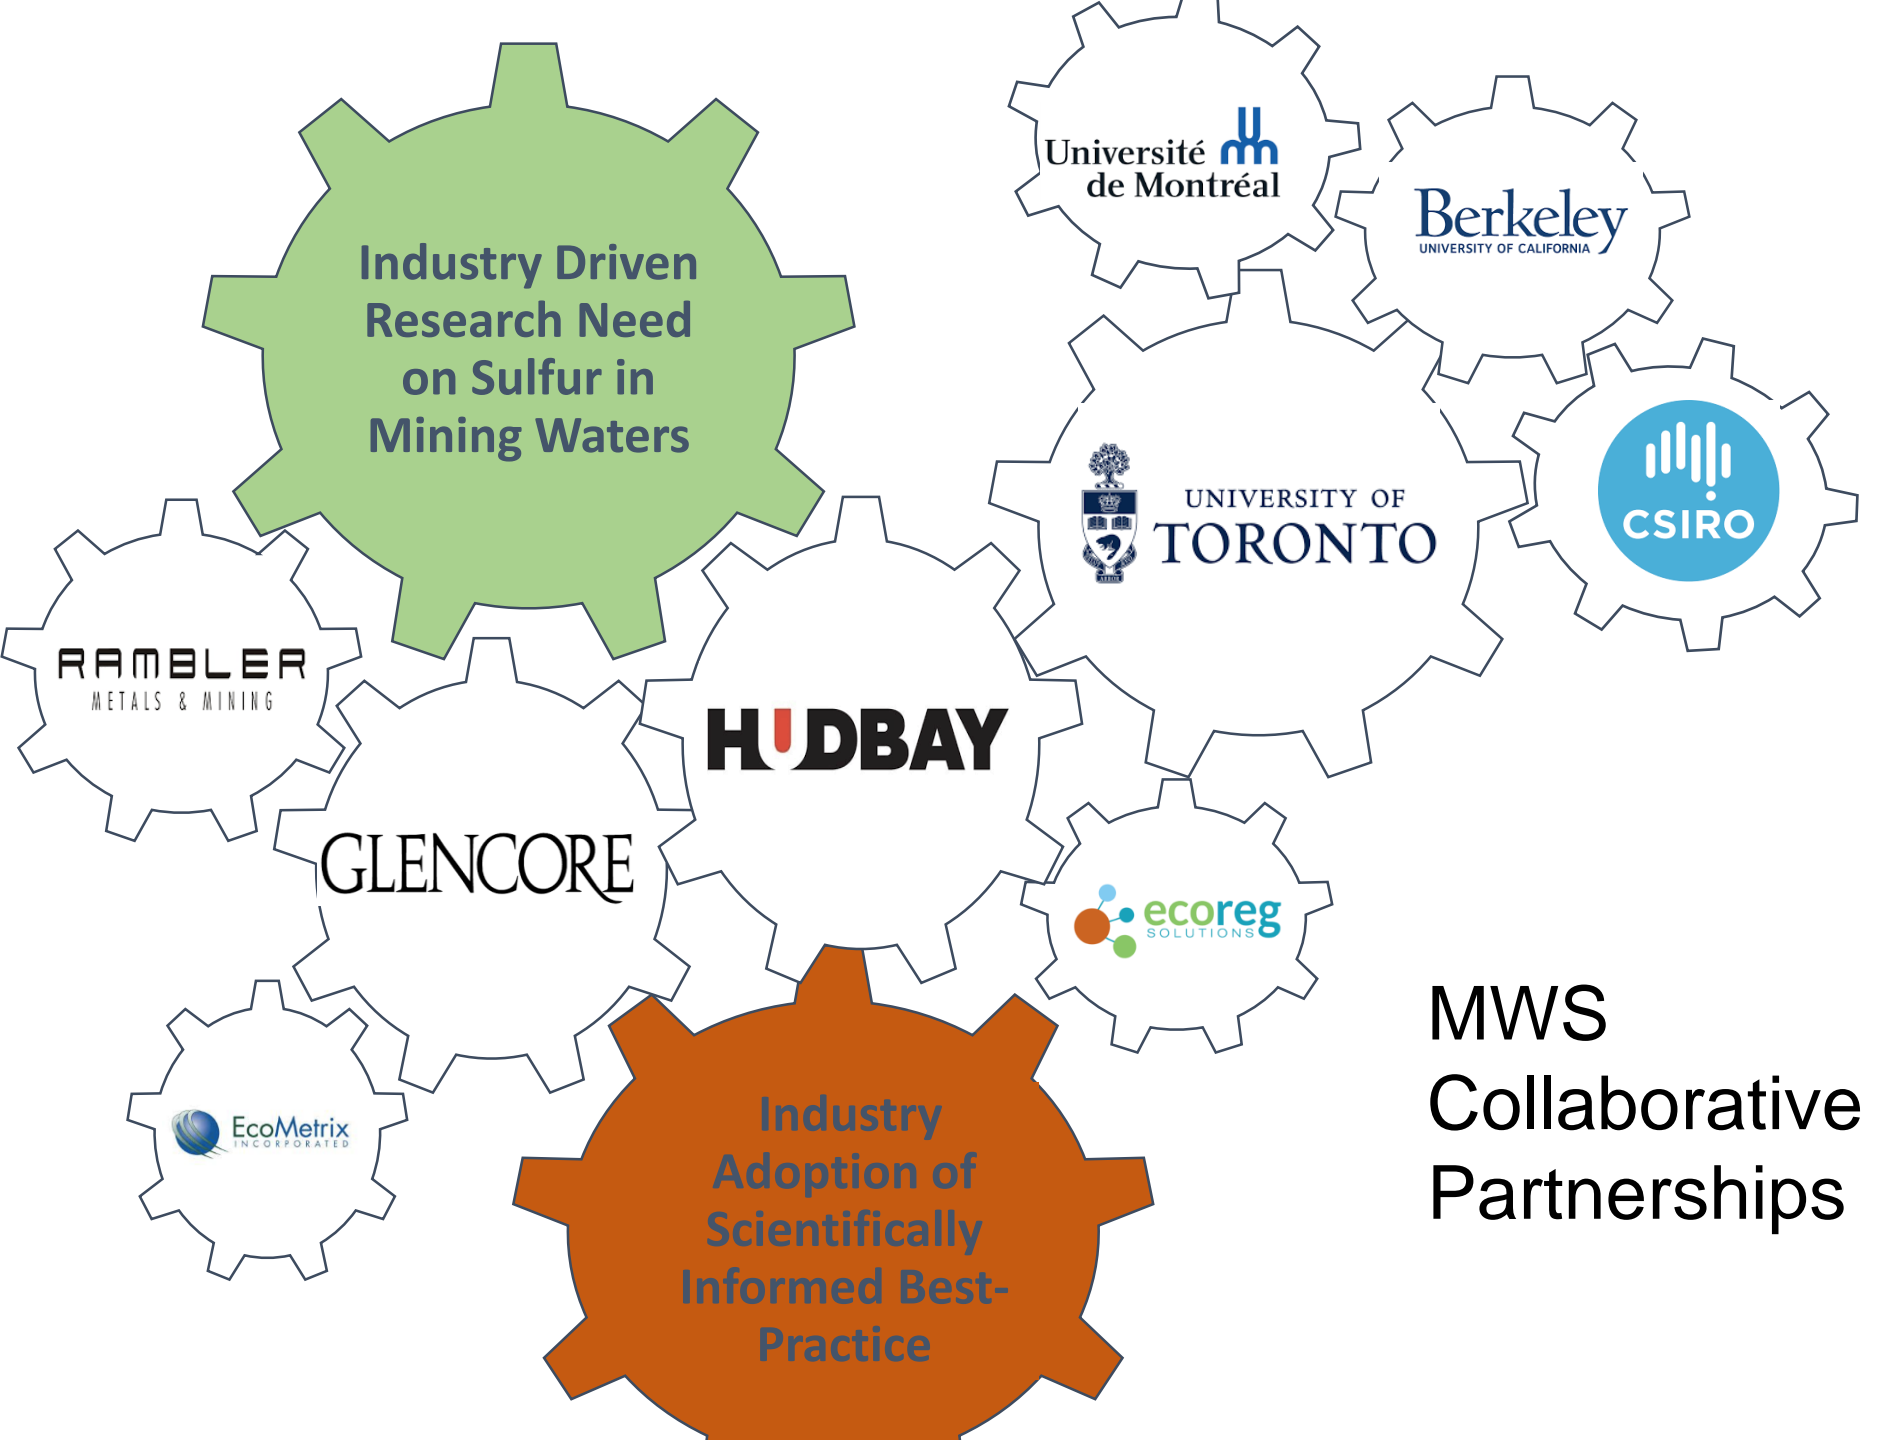 Industry Driven
Research Need
on Sulfur in
Mining Waters
Université
de Montréal
Berkeley
UNIVERSITY OF CALIFORNIA
UNIVERSITY OF
TORONTO
CSIRO
RAMBLER
METALS & MINING
HUDBAY
GLENCORE
ecoreg
SOLUTIONS
EcoMetrix
INCORPORATED
Industry
Adoption of
Scientifically
Informed Best-
Practice
MWS
Collaborative
Partnerships